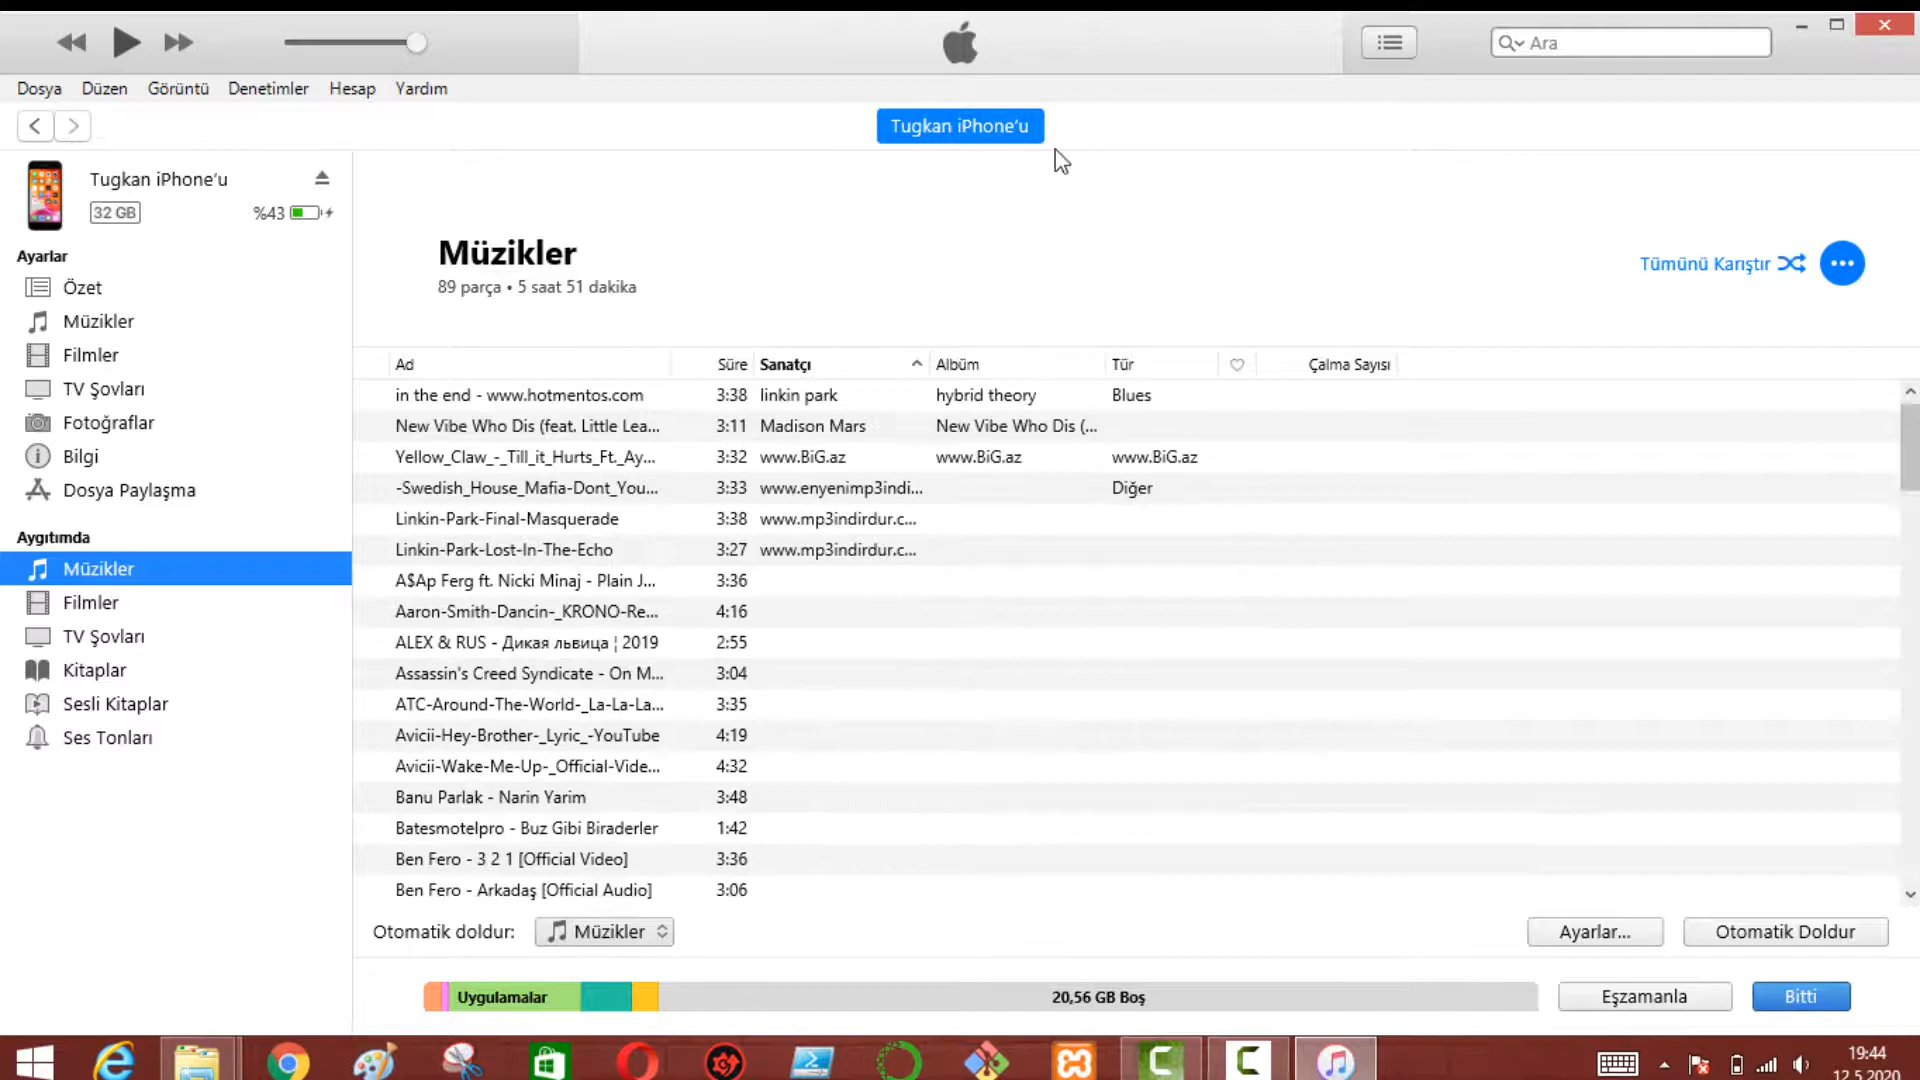 Ara
Dosya Düzen Görüntü Denetimler Hesap Yardım
Tugkan iPhone'u
Tugkan iPhone'u
32 GB %43
Ayarlar
Özet
Müzikler
Filmler
TV Şovları
Fotoğraflar
Bilgi
Dosya Paylaşma
Aygıtımda
Müzikler
Filmler
TV Şovları
Kitaplar
Sesli Kitaplar
Ses Tonları
Müzikler
89 parça • 5 saat 51 dakika
Tümünü Karıştır
Ad Süre Sanatçı Albüm Tür Çalma Sayısı
in the end - www.hotmentos.com 3:38 linkin park hybrid theory Blues
New Vibe Who Dis (feat. Little Lea... 3:11 Madison Mars New Vibe Who Dis (...
Yellow_Claw_-_Till_it_Hurts_Ft._Ay... 3:32 www.BiG.az www.BiG.az www.BiG.az
-Swedish_House_Mafia-Dont_You... 3:33 www.enyenimp3indi... Diğer
Linkin-Park-Final-Masquerade 3:38 www.mp3indirdur.c...
Linkin-Park-Lost-In-The-Echo 3:27 www.mp3indirdur.c...
A$Ap Ferg ft. Nicki Minaj - Plain J... 3:36
Aaron-Smith-Dancin-_KRONO-Re... 4:16
ALEX & RUS - Дикая львица ¦ 2019 2:55
Assassin's Creed Syndicate - On M... 3:04
ATC-Around-The-World-_La-La-La... 3:35
Avicii-Hey-Brother-_Lyric_-YouTube 4:19
Avicii-Wake-Me-Up-_Official-Vide... 4:32
Banu Parlak - Narin Yarim 3:48
Batesmotelpro - Buz Gibi Biraderler 1:42
Ben Fero - 3 2 1 [Official Video] 3:36
Ben Fero - Arkadaş [Official Audio] 3:06
Otomatik doldur: Müzikler Ayarlar... Otomatik Doldur
Uygulamalar 20,56 GB Boş Eşzamanla Bitti
19:44
12.5.2020